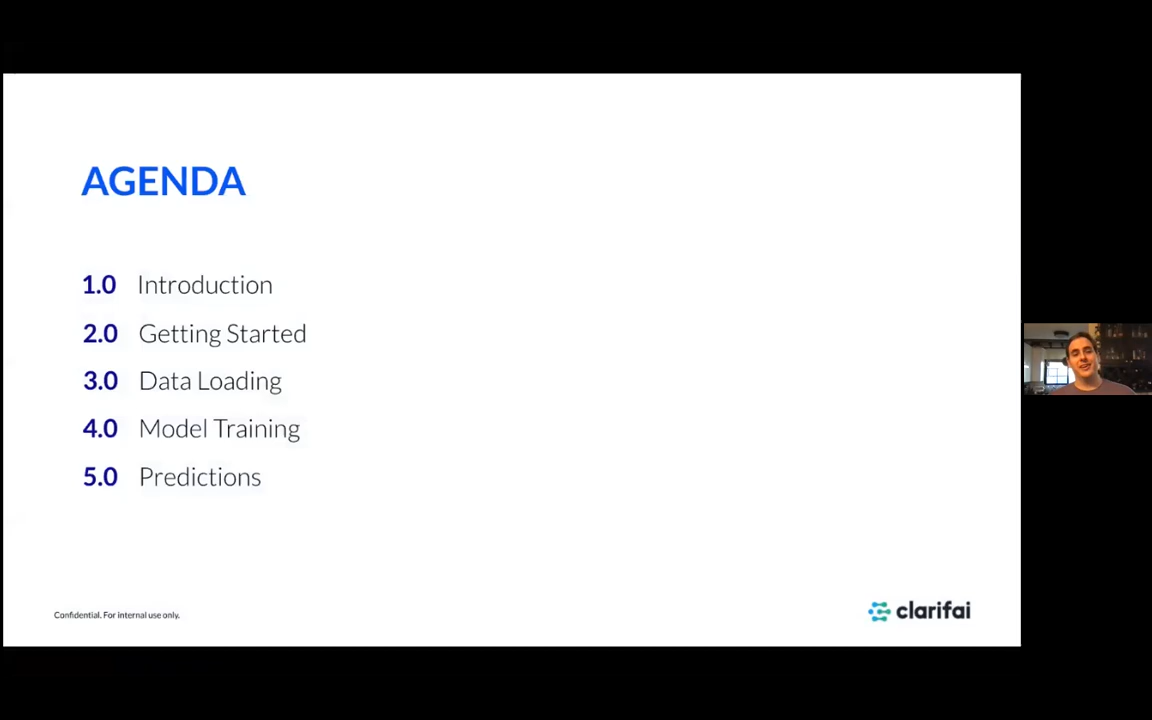 AGENDA
1.0 Introduction
2.0 Getting Started
3.0 Data Loading
4.0 Model Training
5.0 Predictions
Confidential. For internal use only.
clarifai